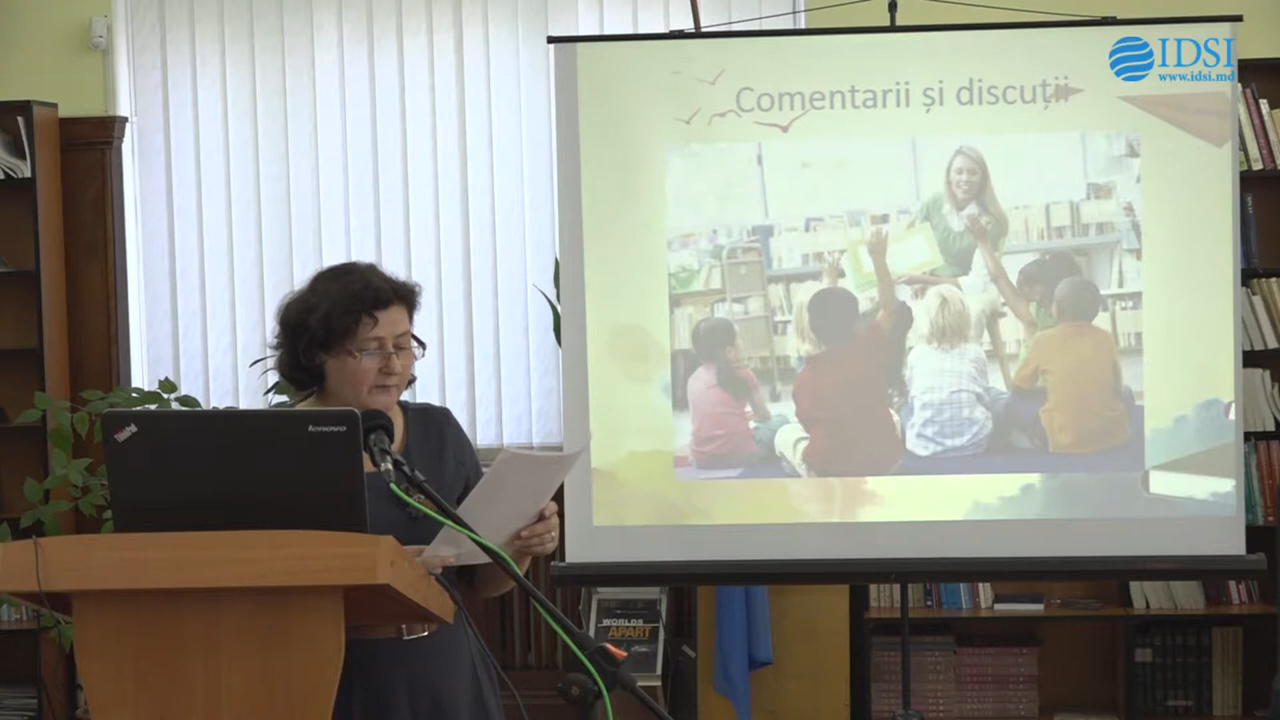 IDSI
www.idsi.md
Comentarii și discuții
ThinkPad
lenovo
WORLDS
APART